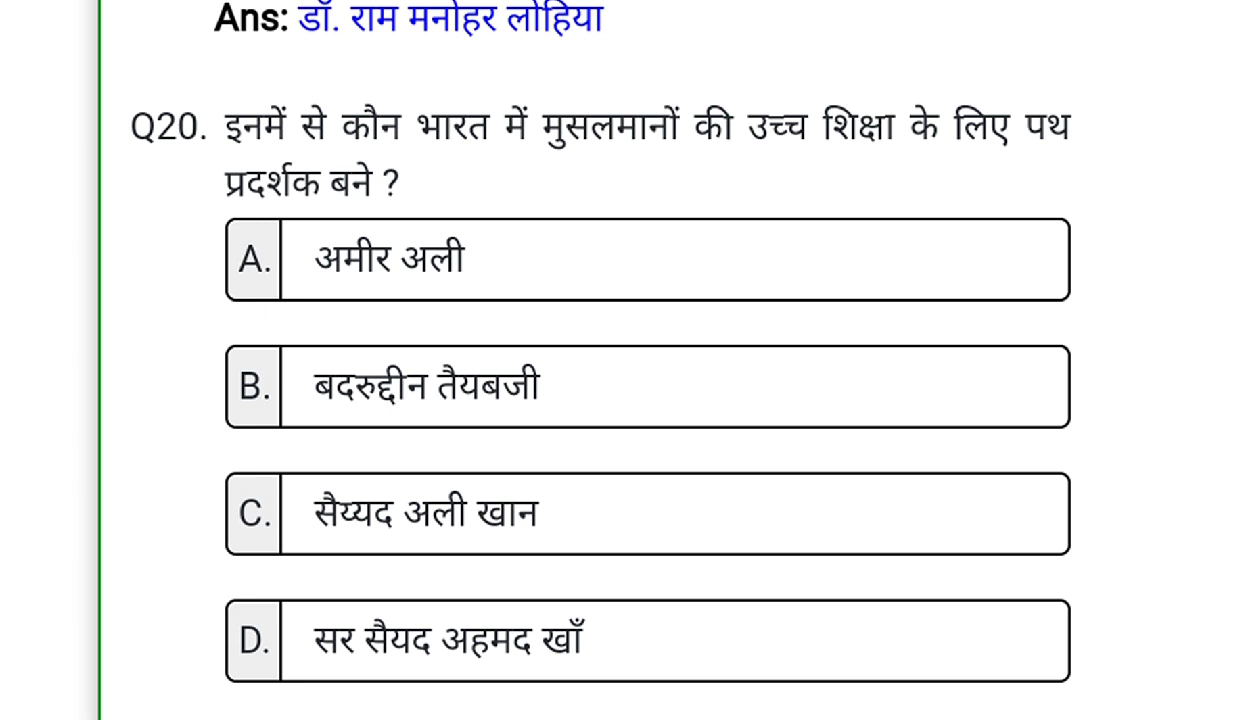 Ans: डॉ. राम मनोहर लोहिया
Q20. इनमें से कौन भारत में मुसलमानों की उच्च शिक्षा के लिए पथ
प्रदर्शक बने ?
A. अमीर अली
B. बदरुद्दीन तैयबजी
C. सैय्यद अली खान
D. सर सैयद अहमद खाँ